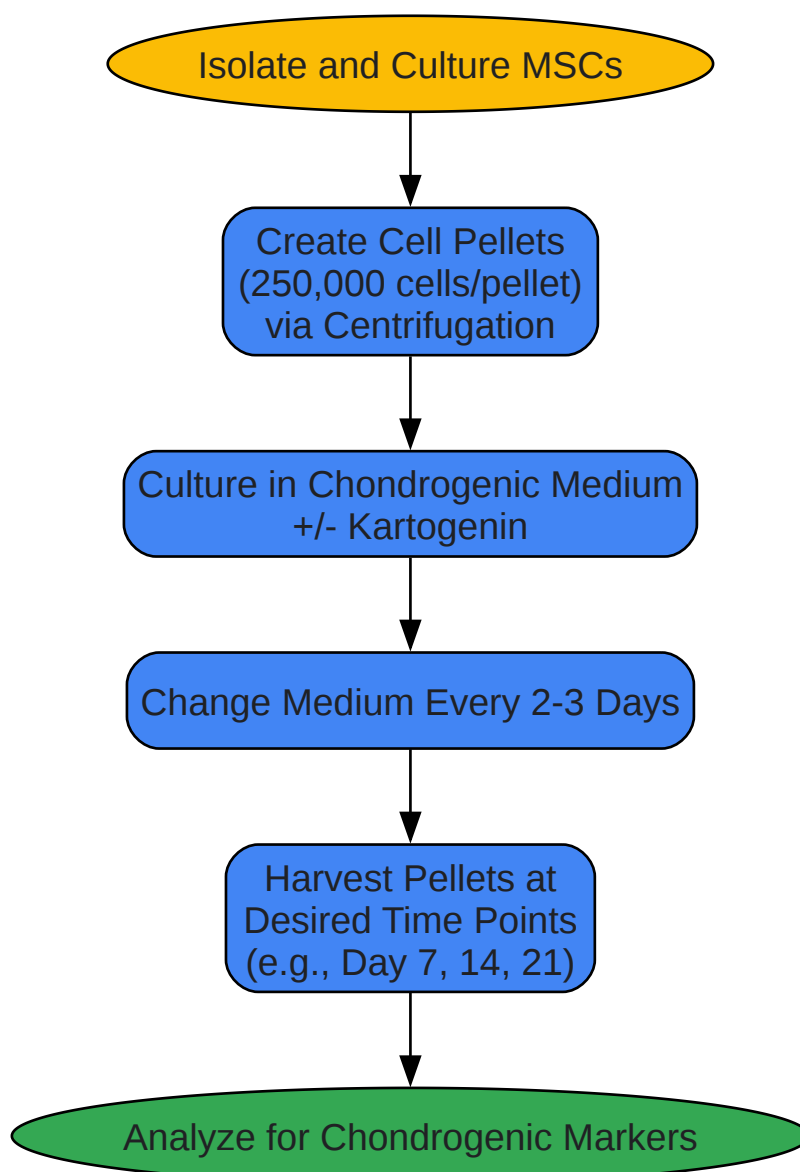 Isolate and Culture MSCs
Create Cell Pellets
(250,000 cells/pellet)
via Centrifugation
Culture in Chondrogenic Medium
+/- Kartogenin
Change Medium Every 2-3 Days
Harvest Pellets at
Desired Time Points
(e.g., Day 7, 14, 21)
Analyze for Chondrogenic Markers